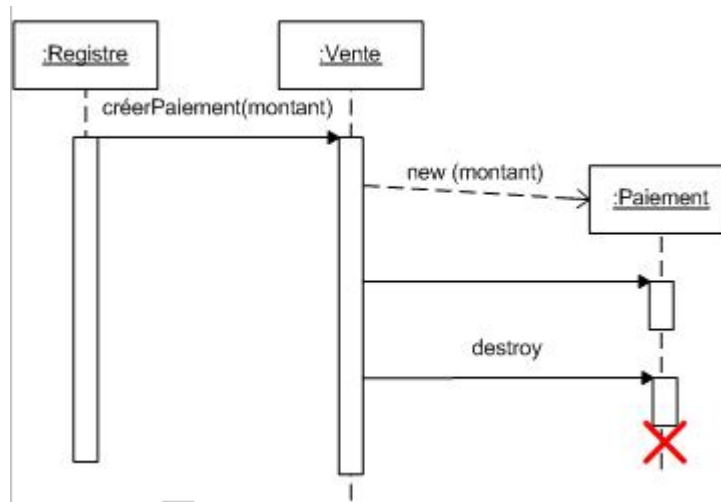 :Registre
:Vente
créerPaiement(montant)
new (montant)
:Paiement
destroy